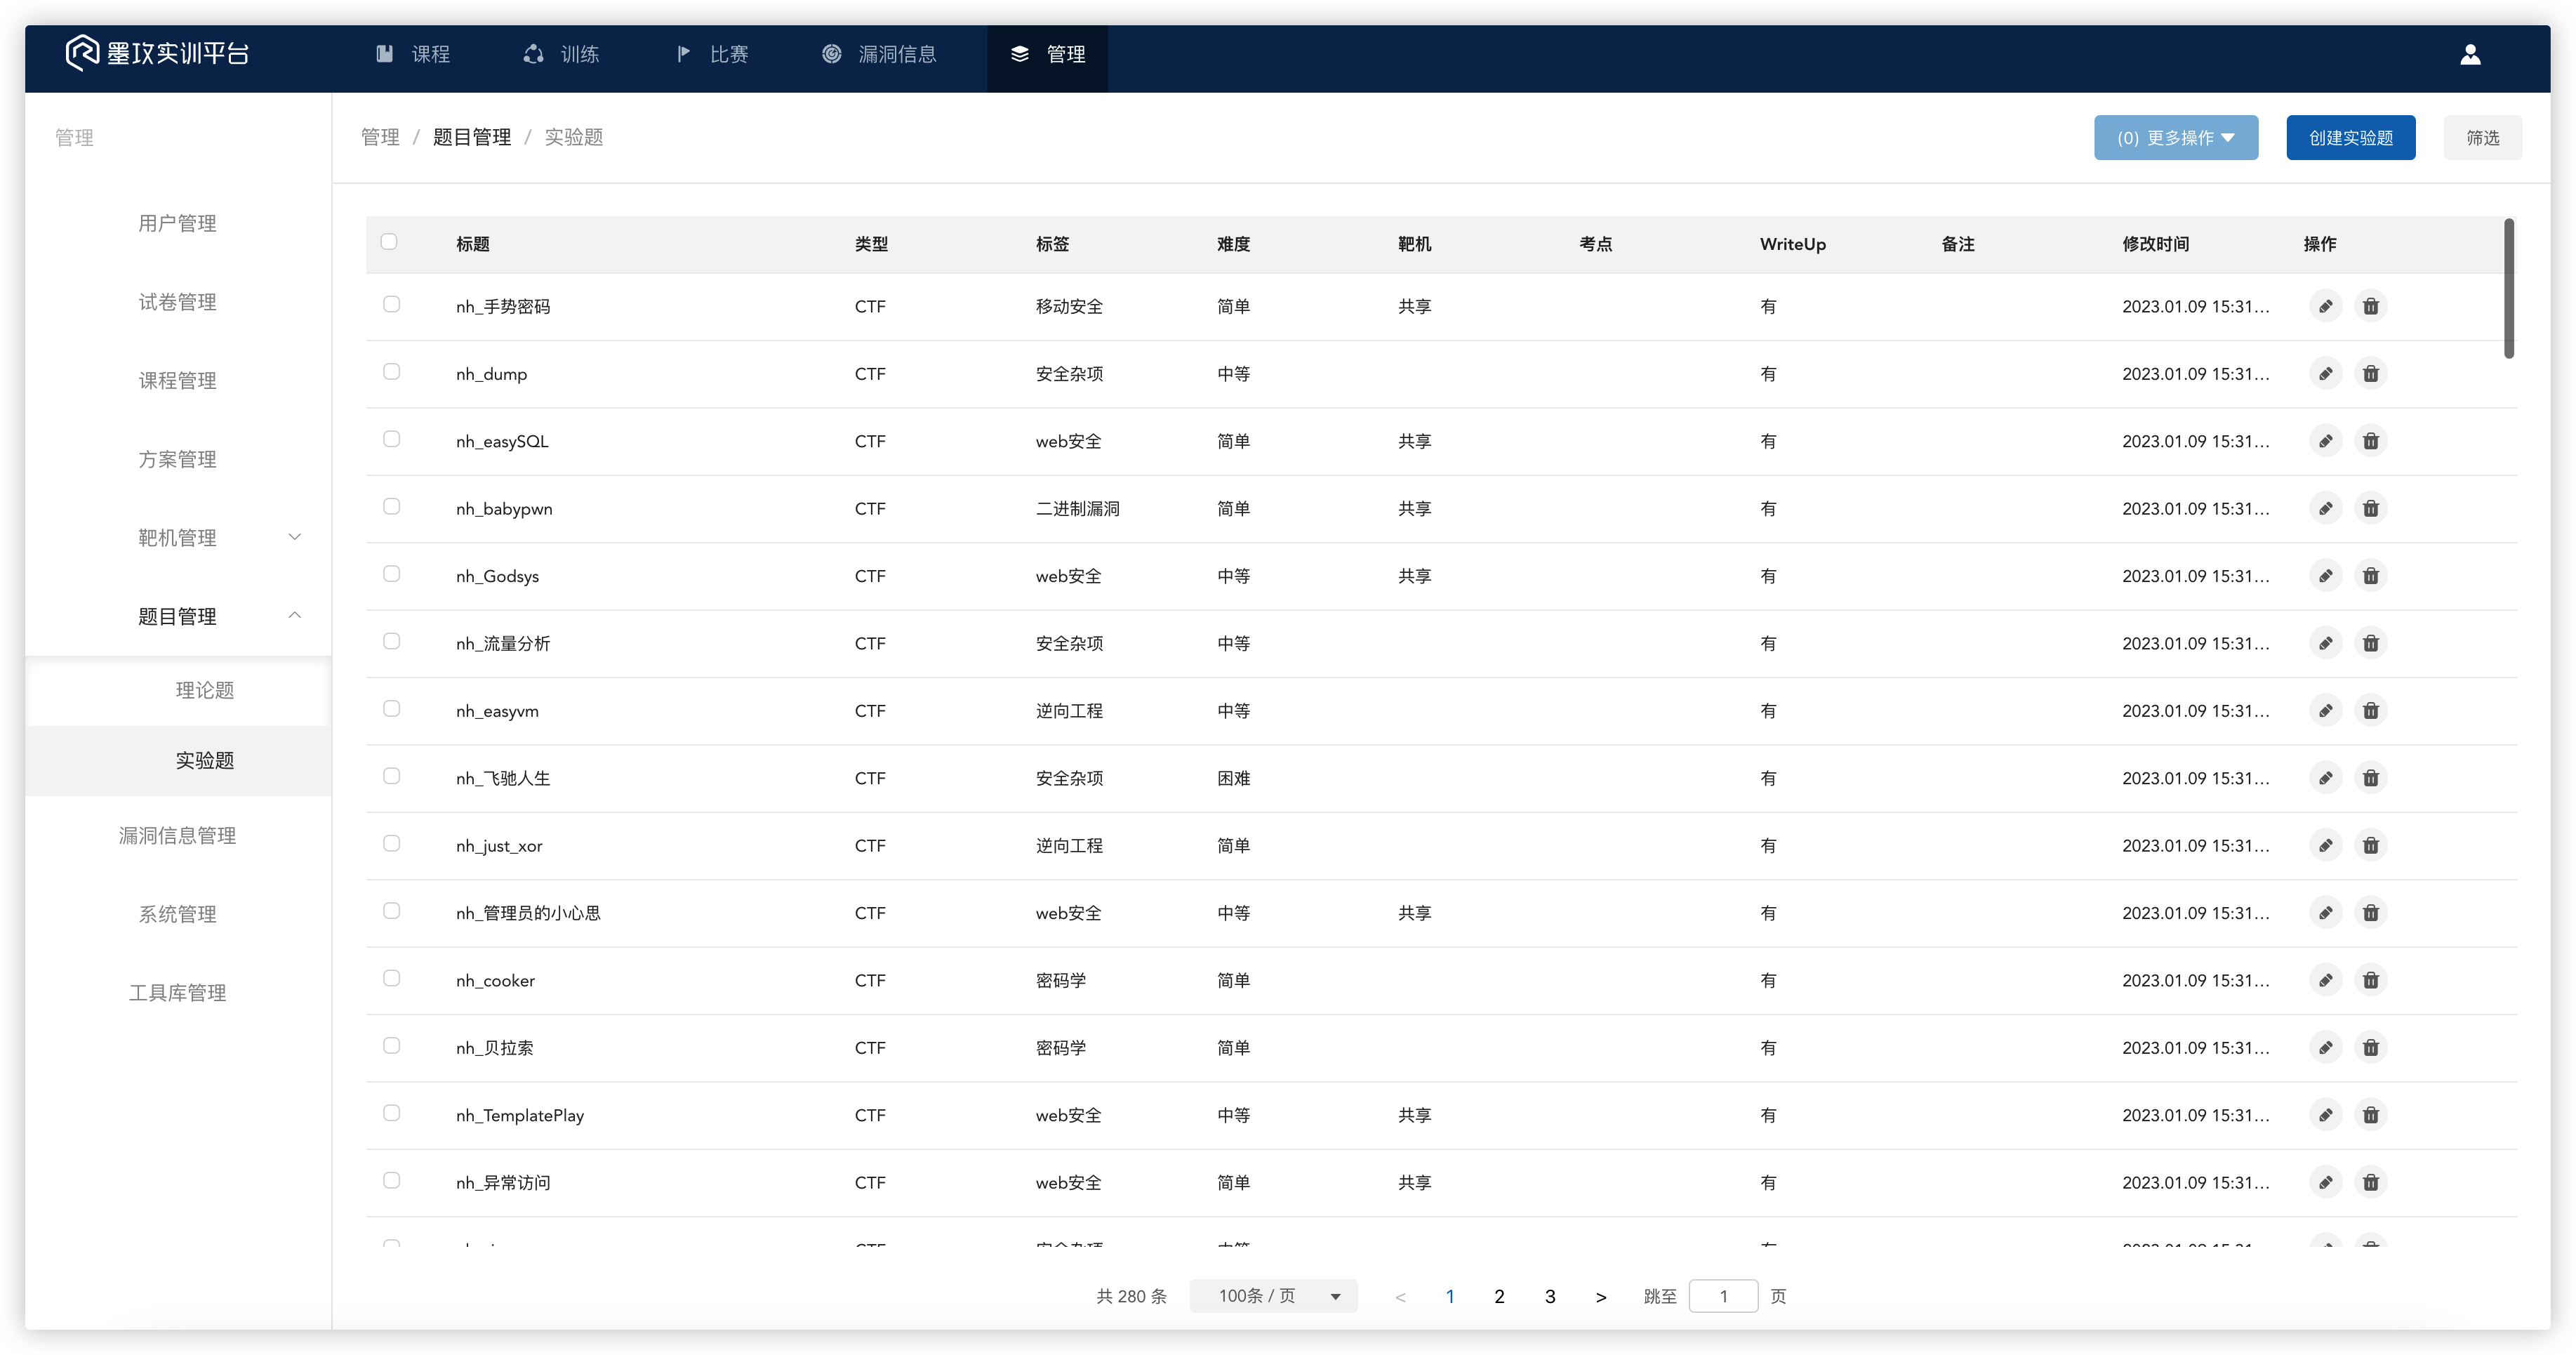 墨攻实训平台 课程 训练 比赛 漏洞信息 管理
管理
用户管理
试卷管理
课程管理
方案管理
靶机管理
题目管理
理论题
实验题
漏洞信息管理
系统管理
工具库管理
管理 / 题目管理 / 实验题 (0) 更多操作 创建实验题 筛选
标题 类型 标签 难度 靶机 考点 WriteUp 备注 修改时间 操作
nh_手势密码 CTF 移动安全 简单 共享 有 2023.01.09 15:31...
nh_dump CTF 安全杂项 中等 有 2023.01.09 15:31...
nh_easySQL CTF web安全 简单 共享 有 2023.01.09 15:31...
nh_babypwn CTF 二进制漏洞 简单 共享 有 2023.01.09 15:31...
nh_Godsys CTF web安全 中等 共享 有 2023.01.09 15:31...
nh_流量分析 CTF 安全杂项 中等 有 2023.01.09 15:31...
nh_easyvm CTF 逆向工程 中等 有 2023.01.09 15:31...
nh_飞驰人生 CTF 安全杂项 困难 有 2023.01.09 15:31...
nh_just_xor CTF 逆向工程 简单 有 2023.01.09 15:31...
nh_管理员的小心思 CTF web安全 中等 共享 有 2023.01.09 15:31...
nh_cooker CTF 密码学 简单 有 2023.01.09 15:31...
nh_贝拉索 CTF 密码学 简单 有 2023.01.09 15:31...
nh_TemplatePlay CTF web安全 中等 共享 有 2023.01.09 15:31...
nh_异常访问 CTF web安全 简单 共享 有 2023.01.09 15:31...
共 280 条 100条 / 页 < 1 2 3 > 跳至 1 页